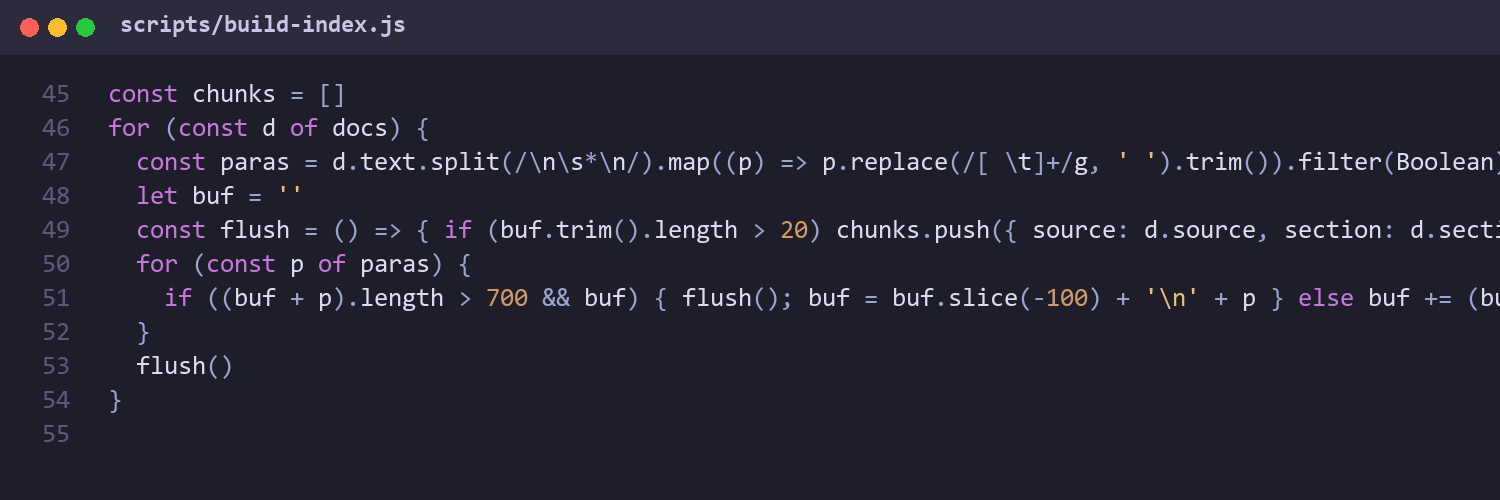 scripts/build-index.js
45 const chunks = []
46 for (const d of docs) {
47   const paras = d.text.split(/\n\s*\n/).map((p) => p.replace(/[ \t]+/g, ' ').trim()).filter(Boolean)
48   let buf = ''
49   const flush = () => { if (buf.trim().length > 20) chunks.push({ source: d.source, section: d.secti
50   for (const p of paras) {
51     if ((buf + p).length > 700 && buf) { flush(); buf = buf.slice(-100) + '\n' + p } else buf += (bu
52   }
53   flush()
54 }
55